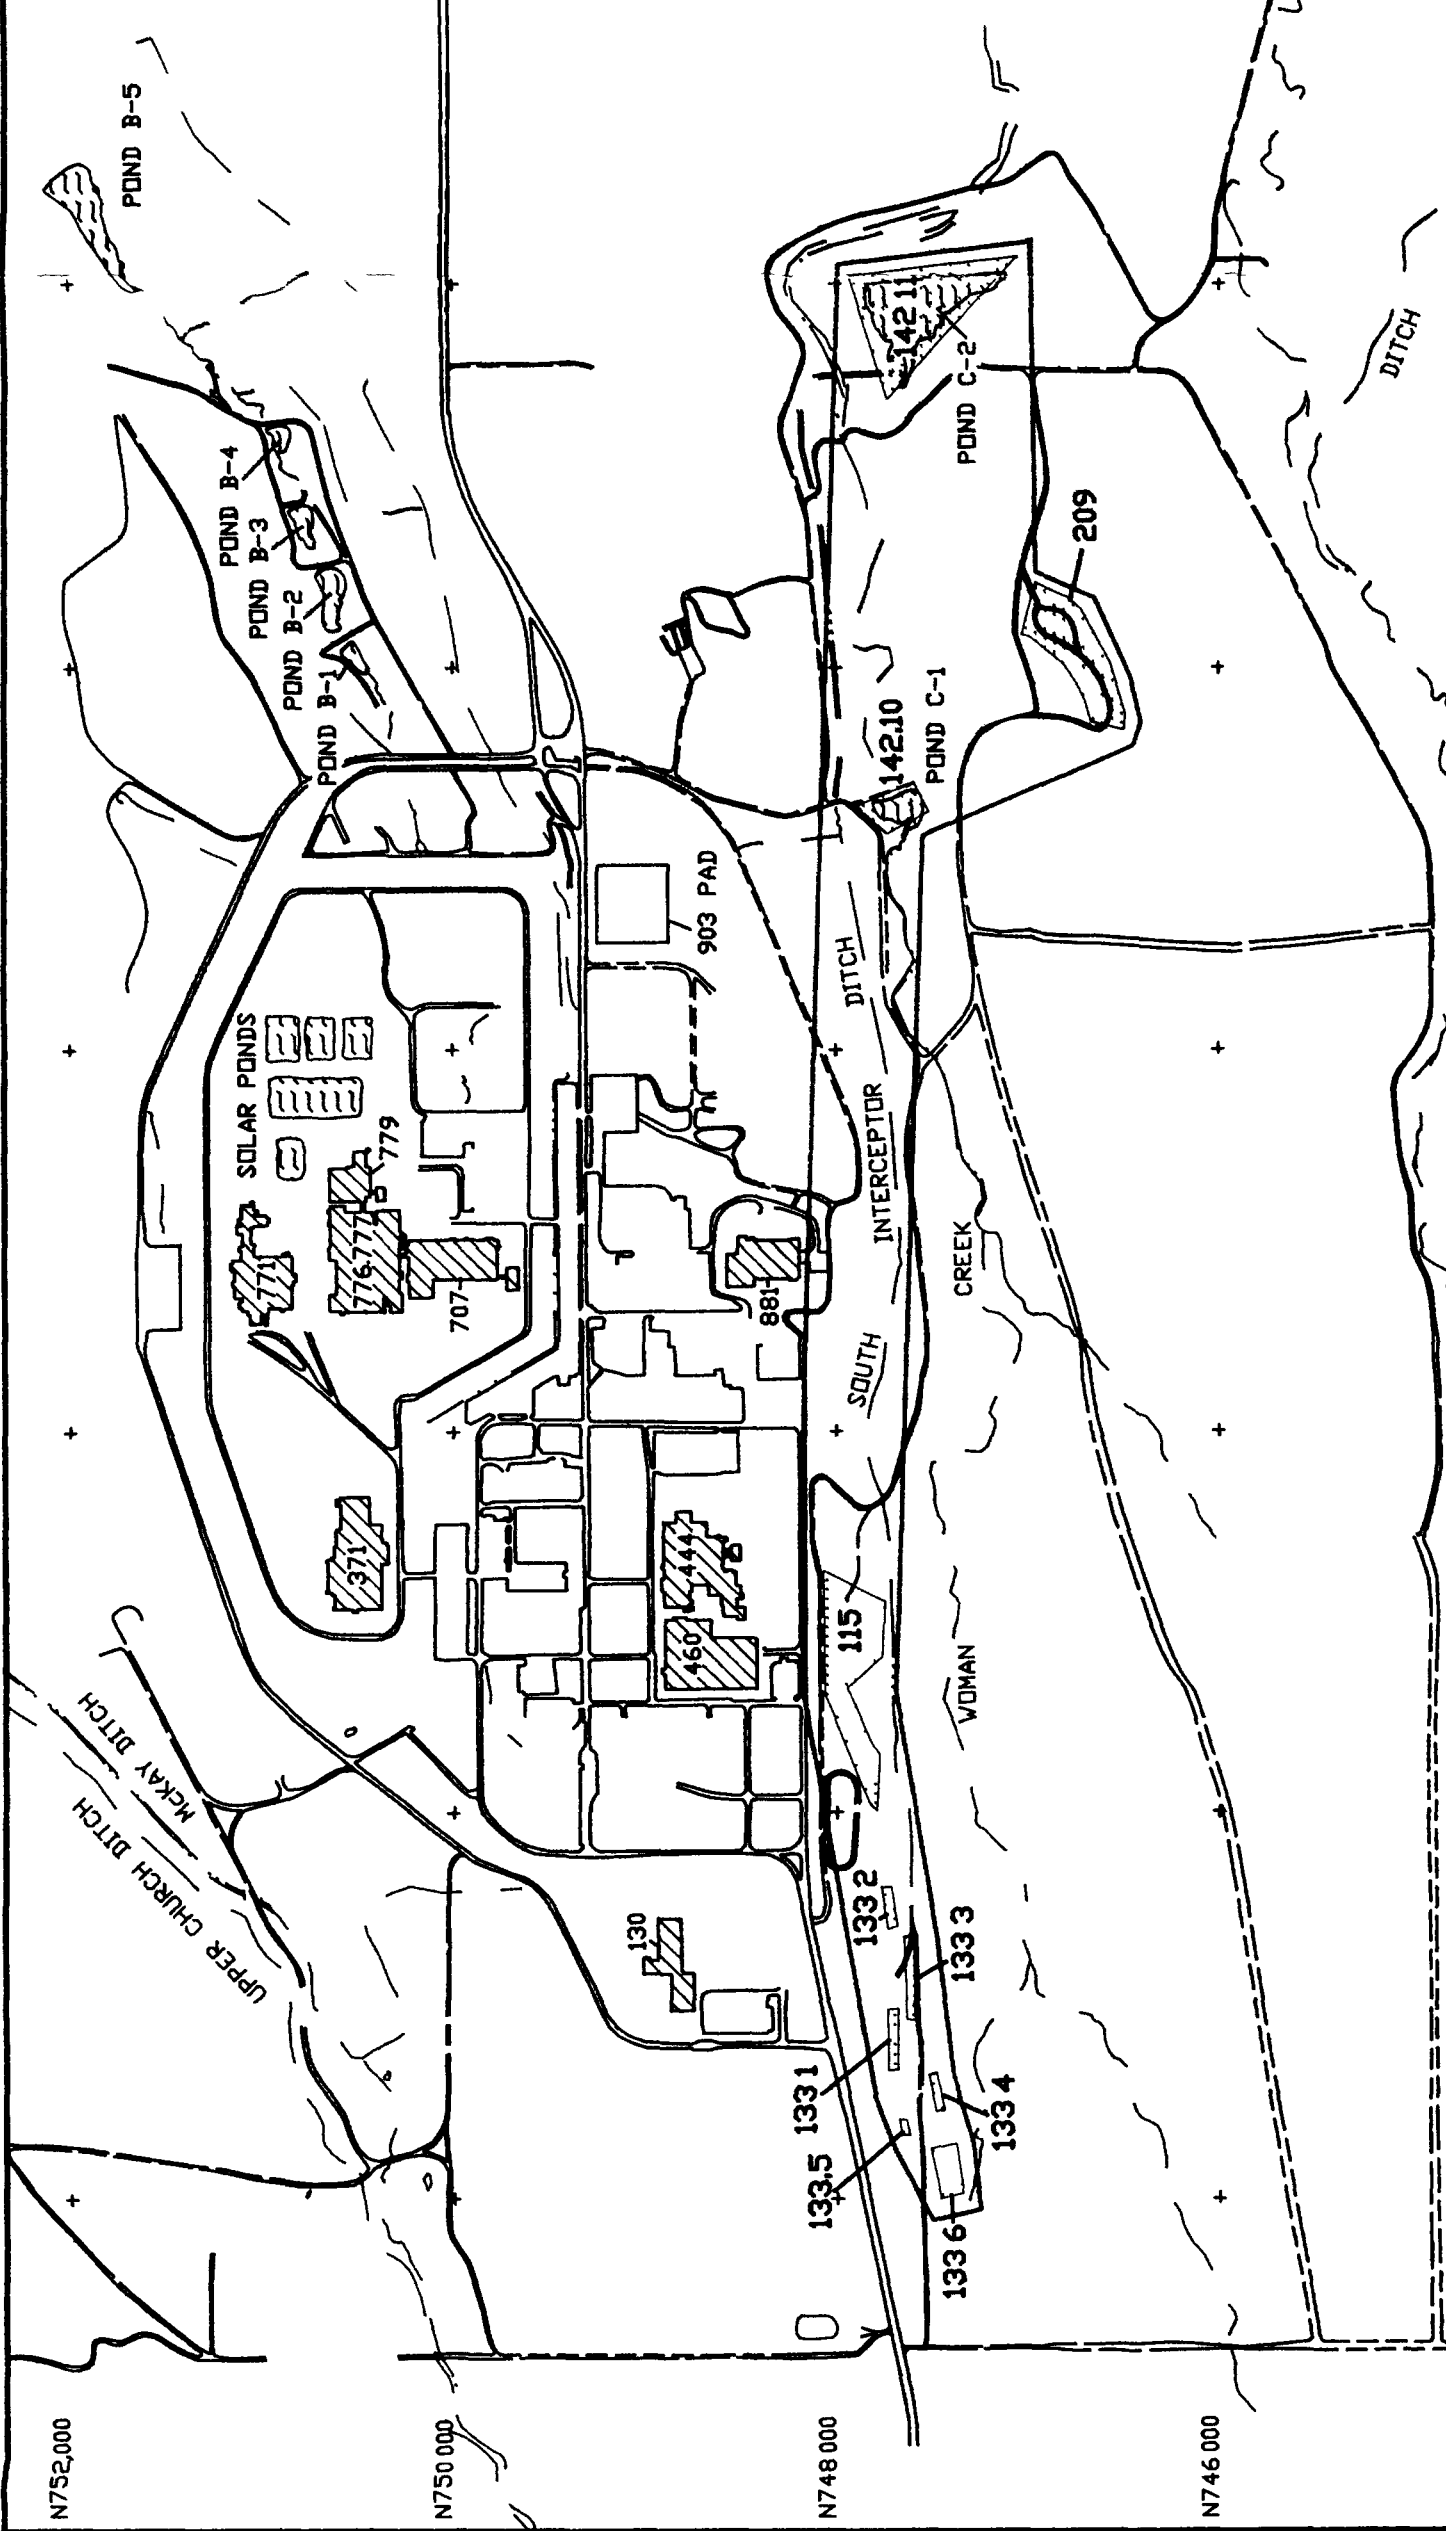 N752,000
N750 000
N748 000
N746 000
UPPER CHURCH DITCH
McKAY DITCH
SOLAR PONDS
POND B-1
POND B-2
POND B-3
POND B-4
POND B-5
371
771
776 777
779
707
130
460
444
881
903 PAD
133.5
133 1
133 2
133 3
133 4
133 6
115
SOUTH
INTERCEPTOR
DITCH
WOMAN
CREEK
142.10
POND C-1
209
142 11
POND C-2
DITCH